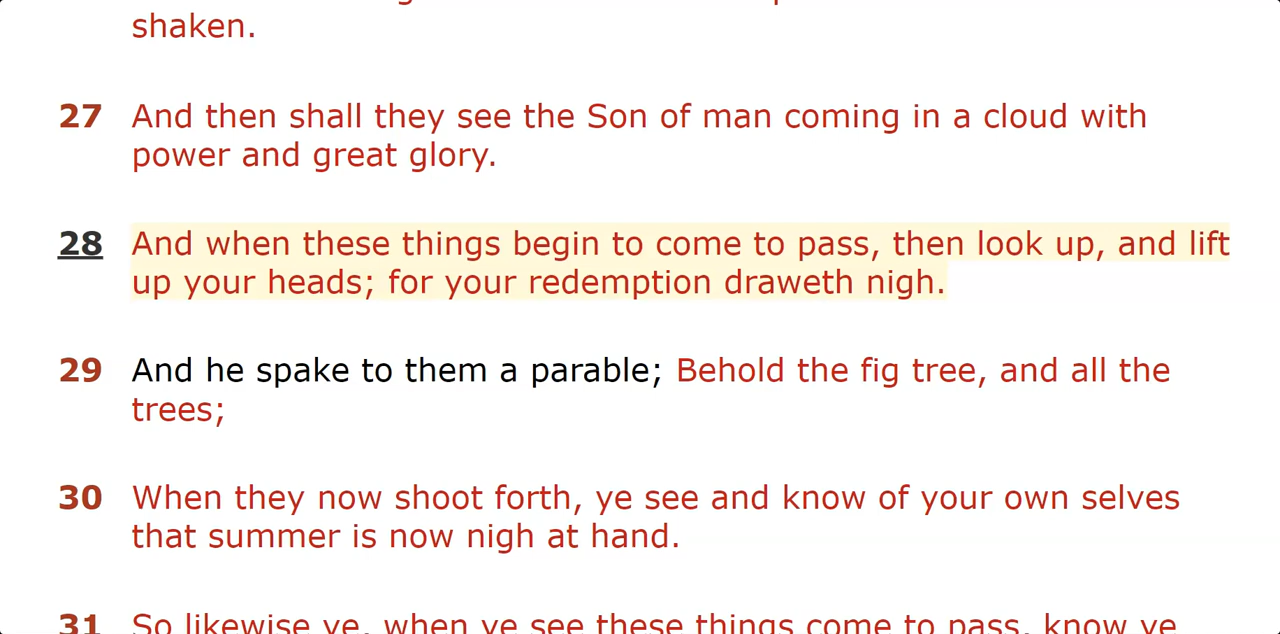 shaken.
27 And then shall they see the Son of man coming in a cloud with
power and great glory.
28 And when these things begin to come to pass, then look up, and lift
up your heads; for your redemption draweth nigh.
29 And he spake to them a parable; Behold the fig tree, and all the
trees;
30 When they now shoot forth, ye see and know of your own selves
that summer is now nigh at hand.
31 So likewise ye, when ye see these things come to pass, know ye